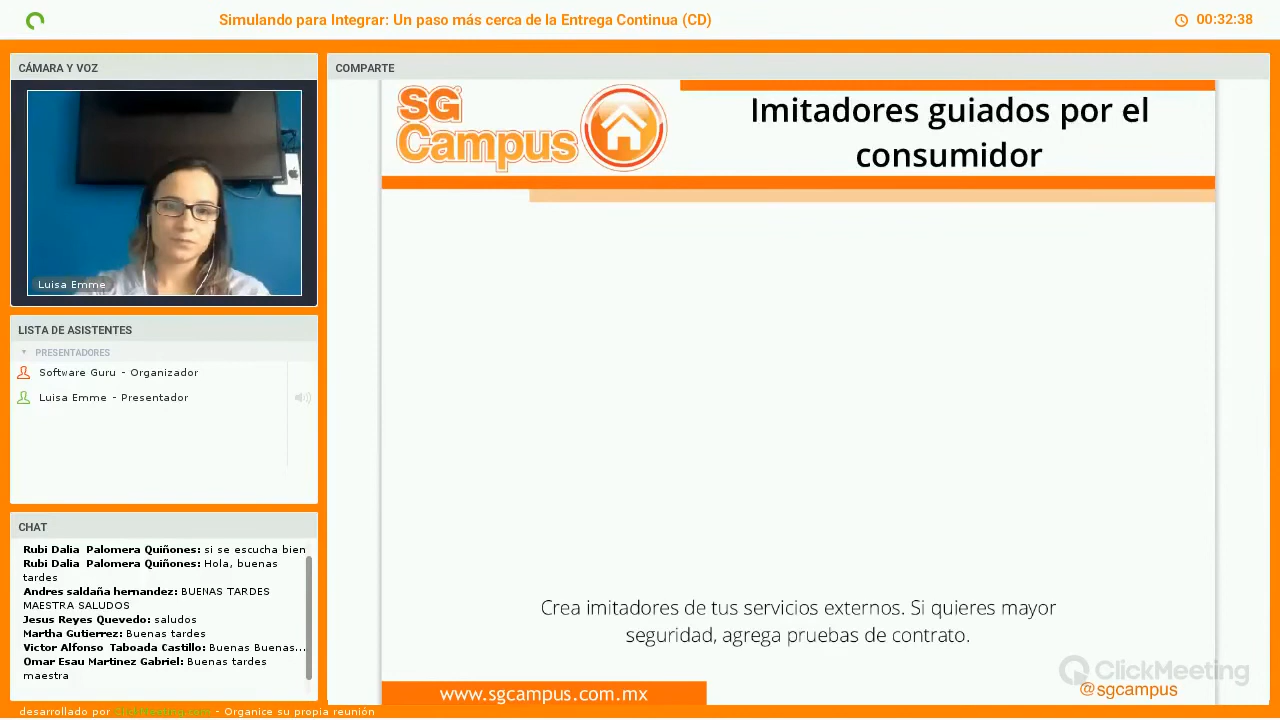 Simulando para Integrar: Un paso más cerca de la Entrega Continua (CD)
00:32:38
CÁMARA Y VOZ
Luisa Emme
LISTA DE ASISTENTES
PRESENTADORES
Software Guru - Organizador
Luisa Emme - Presentador
CHAT
Rubi Dalia Palomera Quiñones: si se escucha bien
Rubi Dalia Palomera Quiñones: Hola, buenas
tardes
Andres saldaña hernandez: BUENAS TARDES
MAESTRA SALUDOS
Jesus Reyes Quevedo: saludos
Martha Gutierrez: Buenas tardes
Victor Alfonso Taboada Castillo: Buenas Buenas...
Omar Esau Martinez Gabriel: Buenas tardes
maestra
desarrollado por ClickMeeting.com - Organice su propia reunión
COMPARTE
SG
Campus
Imitadores guiados por el
consumidor
Crea imitadores de tus servicios externos. Si quieres mayor
seguridad, agrega pruebas de contrato.
ClickMeeting
@sgcampus
www.sgcampus.com.mx